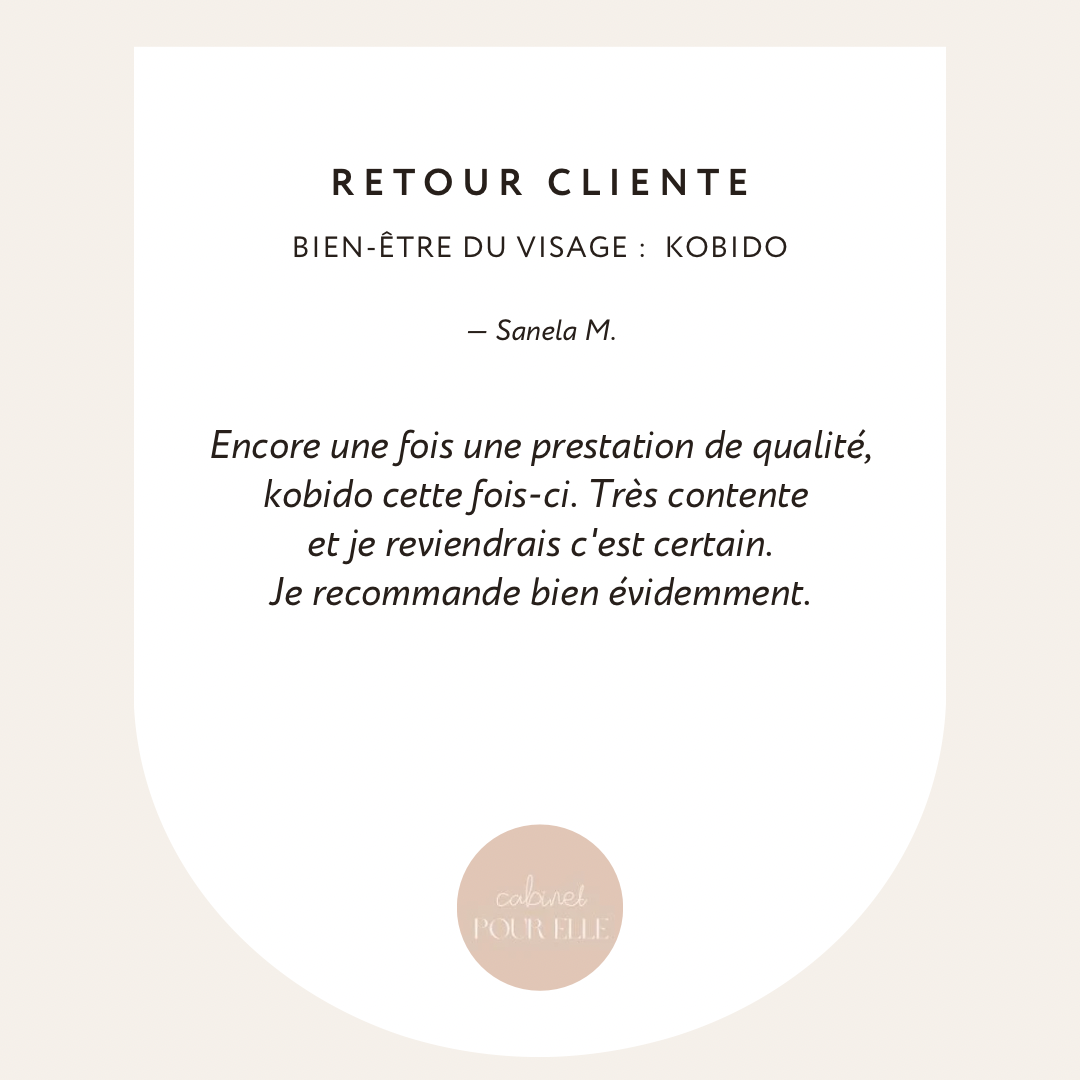 RETOUR CLIENTE
BIEN-ÊTRE DU VISAGE :  KOBIDO
— Sanela M.
Encore une fois une prestation de qualité,
kobido cette fois-ci. Très contente
et je reviendrais c'est certain.
Je recommande bien évidemment.
cabinet
POUR ELLE